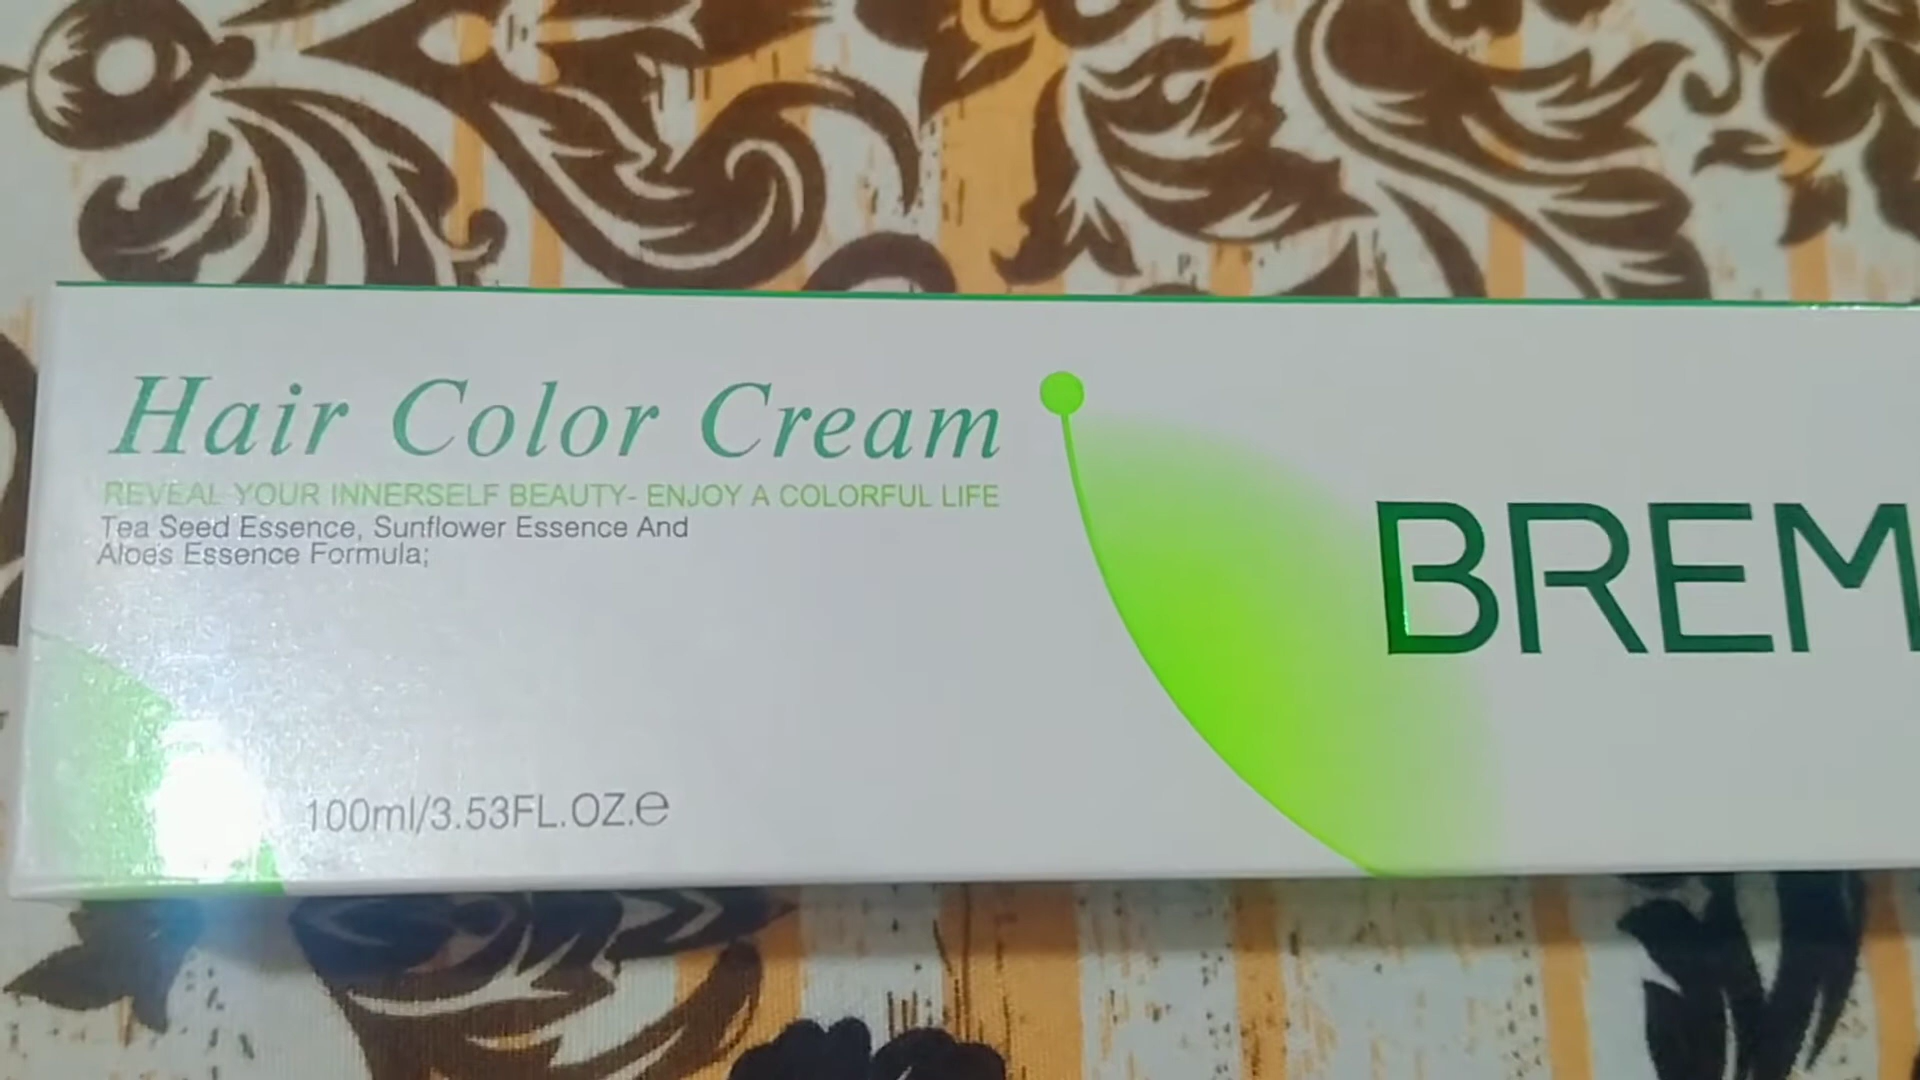 Hair Color Cream
REVEAL YOUR INNERSELF BEAUTY- ENJOY A COLORFUL LIFE
Tea Seed Essence, Sunflower Essence And
Aloes Essence Formula;
100ml/3.53FL.OZ.e
BREM